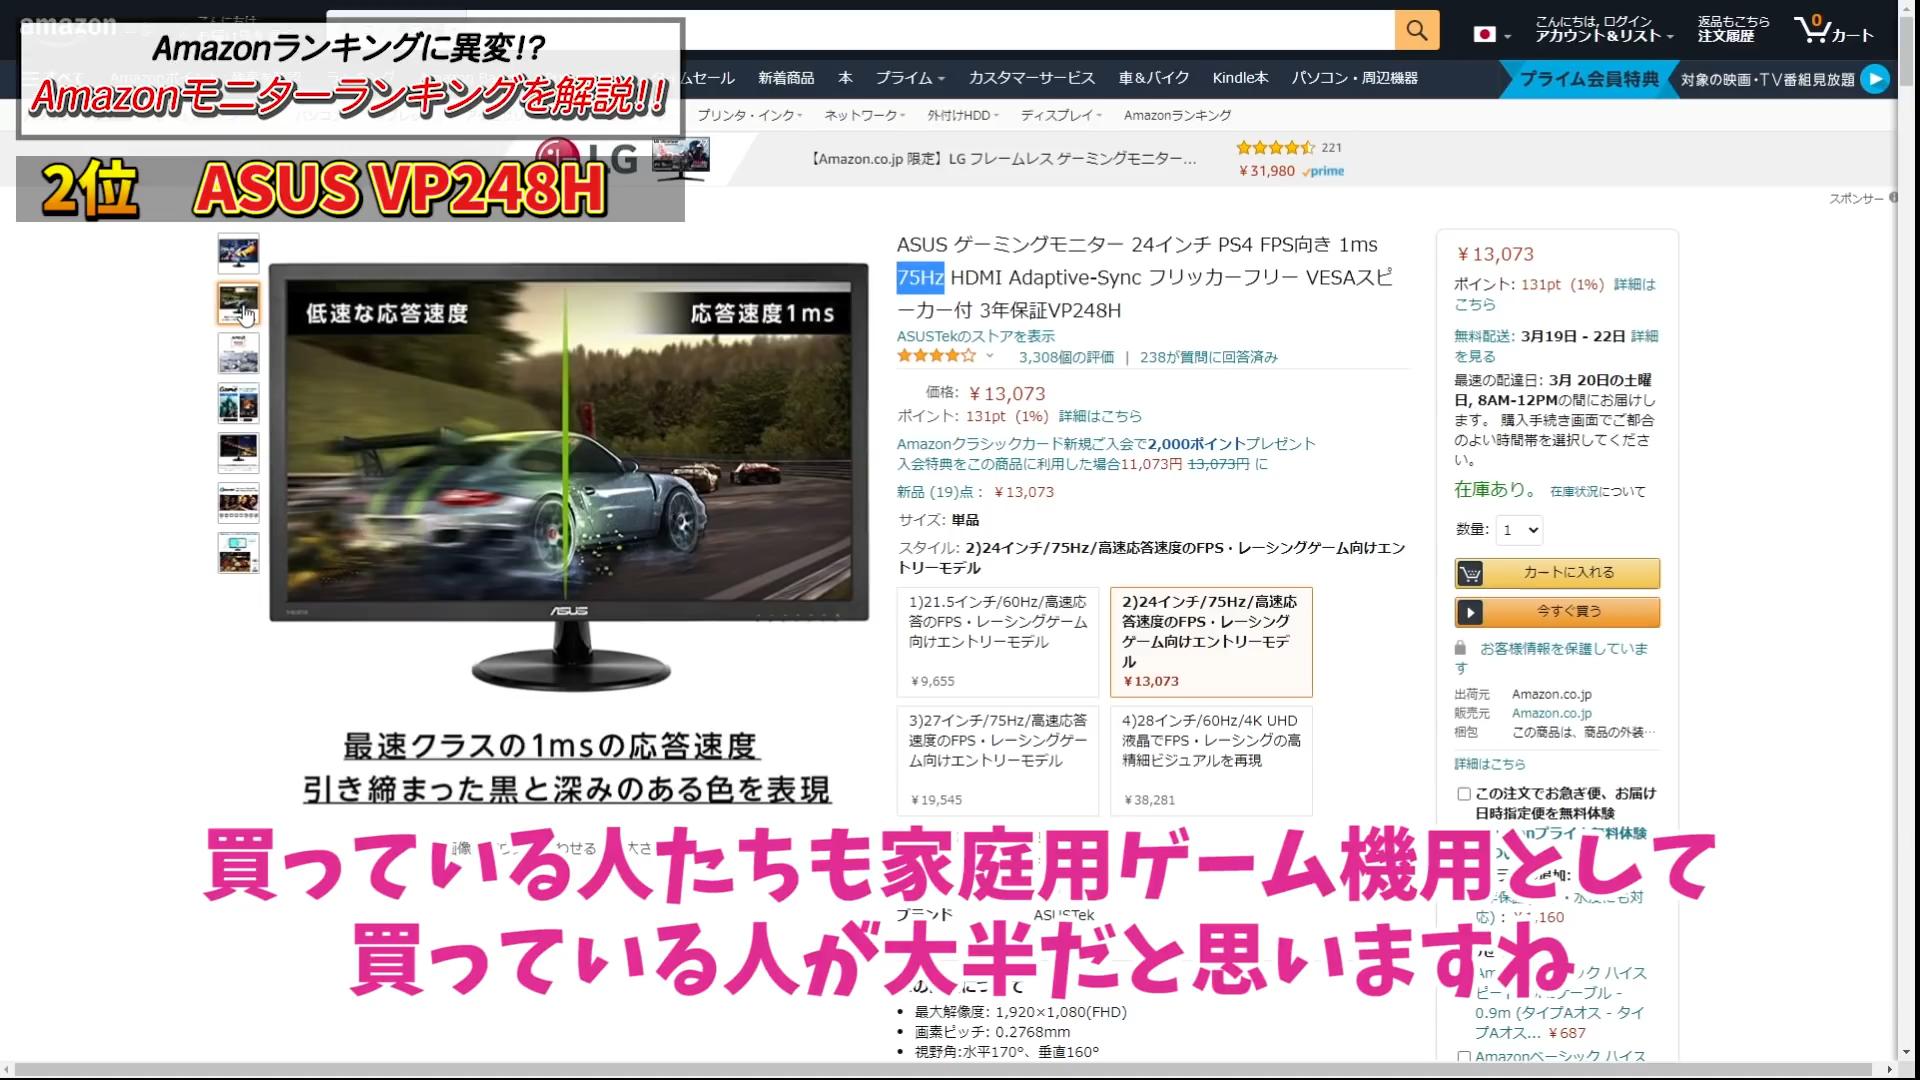 amazon
Amazonランキングに異変!?
Amazonモニターランキングを解説!!
2位 ASUS VP248H
こんにちは, ログイン
アカウント&リスト
返品もこちら
注文履歴
0
カート
ムセール 新着商品 本 プライム カスタマーサービス 車&バイク Kindle本 パソコン・周辺機器
プライム会員特典 対象の映画・TV番組見放題
プリンタ・インク ネットワーク 外付けHDD ディスプレイ Amazonランキング
LG
【Amazon.co.jp 限定】LG フレームレス ゲーミングモニター…
221
¥31,980 prime
スポンサー
低速な応答速度
応答速度1ms
ASUS
最速クラスの1msの応答速度
引き締まった黒と深みのある色を表現
ASUS ゲーミングモニター 24インチ PS4 FPS向き 1ms
75Hz HDMI Adaptive-Sync フリッカーフリー VESAスピ
ーカー付 3年保証VP248H
ASUSTekのストアを表示
3,308個の評価 | 238が質問に回答済み
価格: ¥13,073
ポイント: 131pt (1%) 詳細はこちら
Amazonクラシックカード新規ご入会で2,000ポイントプレゼント
入会特典をこの商品に利用した場合11,073円 13,073円 に
新品 (19)点: ¥13,073
サイズ: 単品
スタイル: 2)24インチ/75Hz/高速応答速度のFPS・レーシングゲーム向けエン
トリーモデル
1)21.5インチ/60Hz/高速応
答のFPS・レーシングゲーム
向けエントリーモデル
¥9,655
2)24インチ/75Hz/高速応
答速度のFPS・レーシング
ゲーム向けエントリーモデ
ル
¥13,073
3)27インチ/75Hz/高速応答
速度のFPS・レーシングゲー
ム向けエントリーモデル
¥19,545
4)28インチ/60Hz/4K UHD
液晶でFPS・レーシングの高
精細ビジュアルを再現
¥38,281
ブランド ASUSTek
最大解像度: 1,920×1,080(FHD)
画素ピッチ: 0.2768mm
視野角:水平170°、垂直160°
¥13,073
ポイント: 131pt (1%) 詳細は
こちら
無料配送: 3月19日 - 22日 詳細
を見る
最速の配達日: 3月 20日の土曜
日, 8AM-12PMの間にお届けし
ます。 購入手続き画面でご都合
のよい時間帯を選択してくださ
い。
在庫あり。 在庫状況について
数量: 1
カートに入れる
今すぐ買う
お客様情報を保護していま
す
出荷元 Amazon.co.jp
販売元 Amazon.co.jp
梱包 この商品は、商品の外装…
詳細はこちら
この注文でお急ぎ便、お届け
日時指定便を無料体験
ピード
0.9m (タイプAオス - タイ
プAオス… ¥687
Amazonベーシック ハイス
買っている人たちも家庭用ゲーム機用として
買っている人が大半だと思いますね